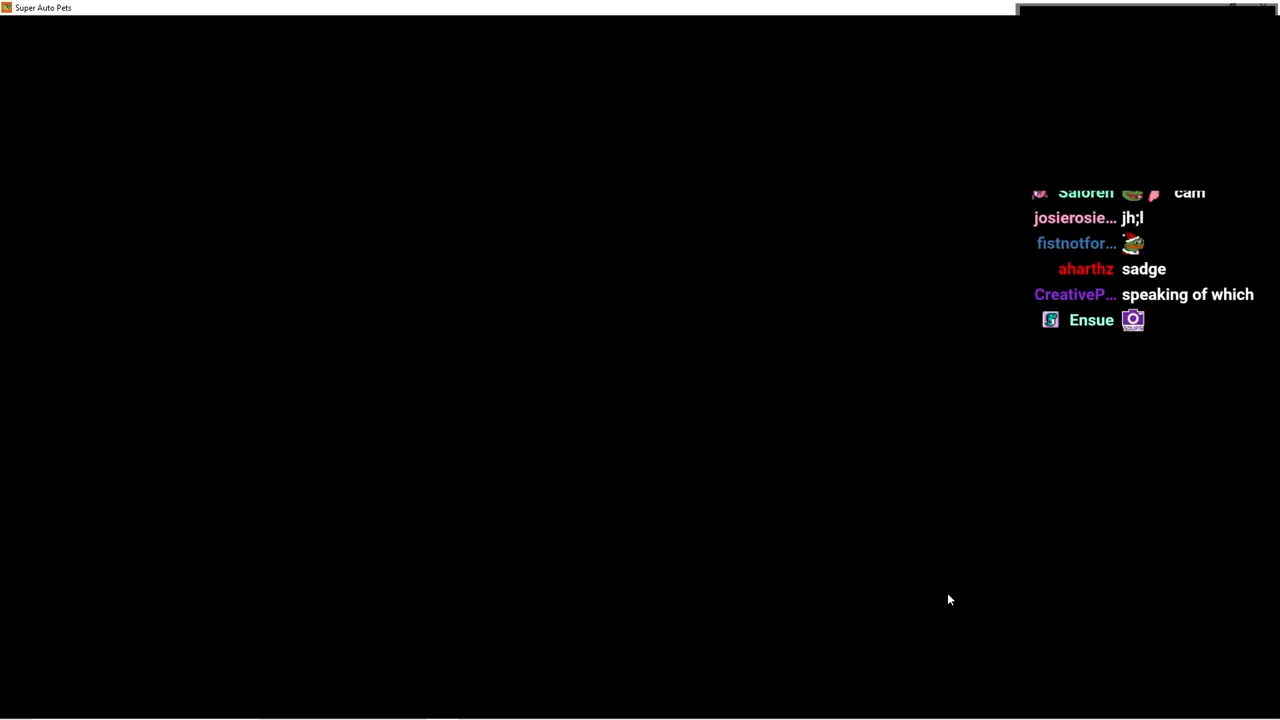 Super Auto Pets
Saloren cam
josierosie... jh;l
fistnotfor...
aharthz sadge
CreativeP... speaking of which
Ensue